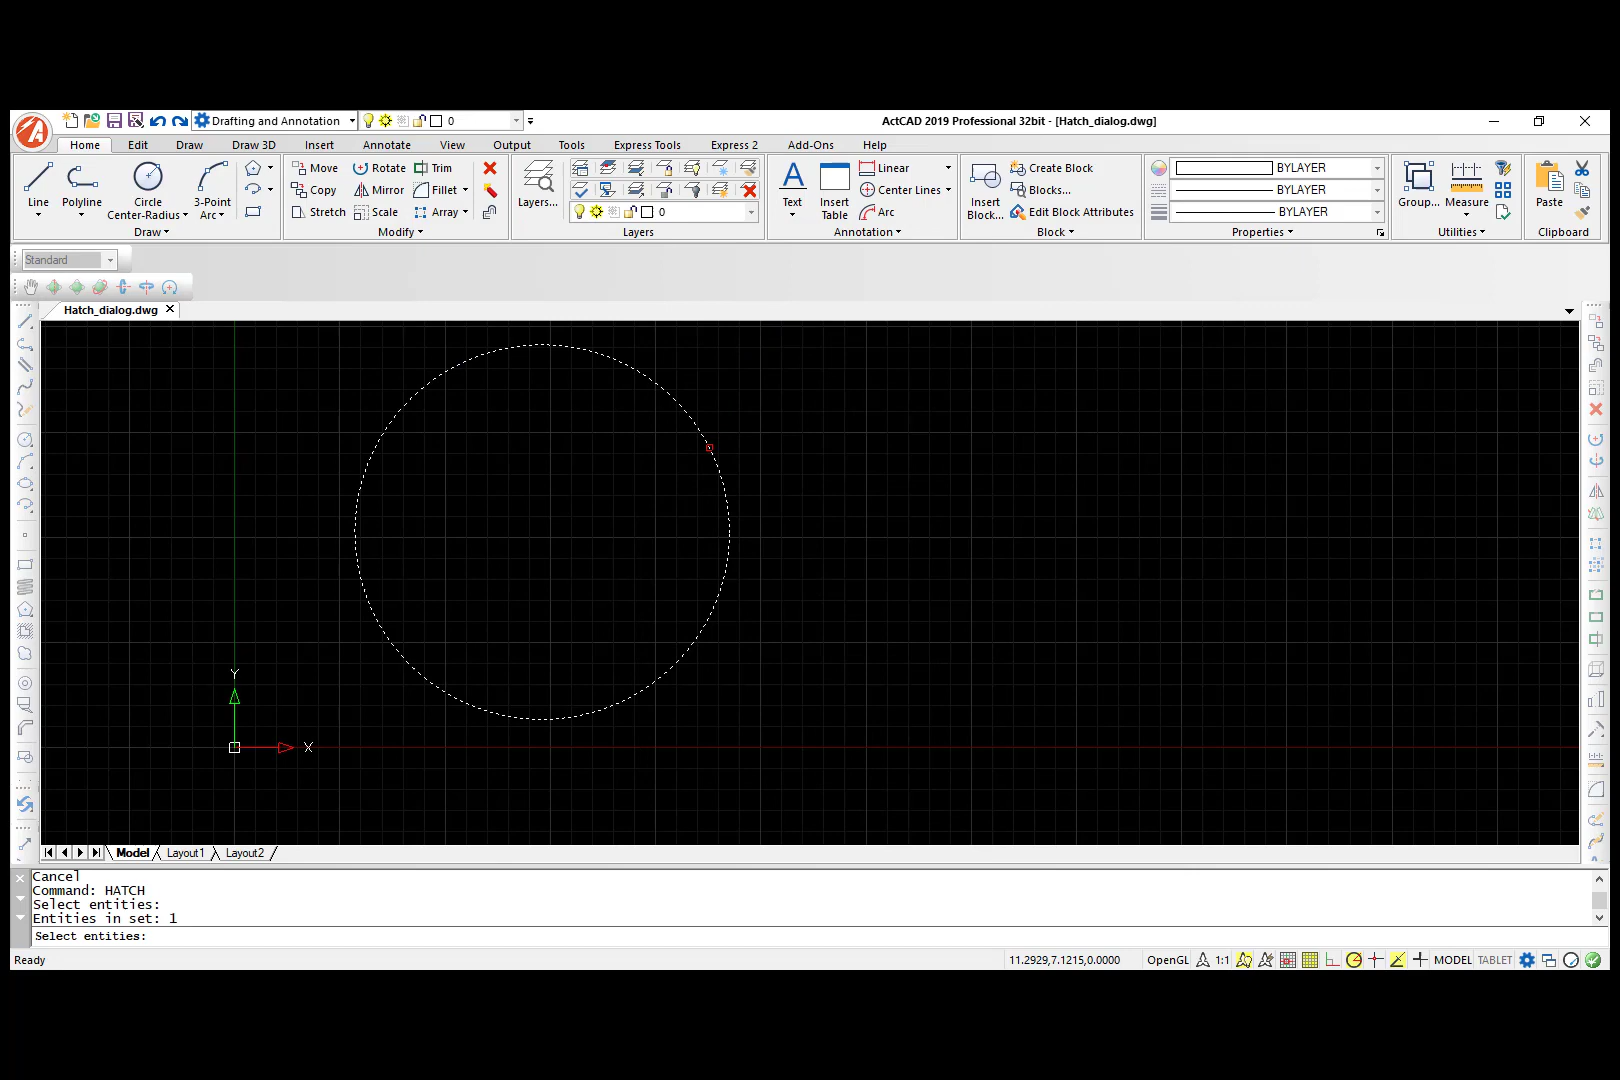 Drafting and Annotation
0
ActCAD 2019 Professional 32bit - [Hatch_dialog.dwg]
Home Edit Draw Draw 3D Insert Annotate View Output Tools Express Tools Express 2 Add-Ons Help
Move Rotate Trim Linear Create Block BYLAYER
Copy Mirror Fillet Center Lines Blocks... BYLAYER
Line Polyline Circle Center-Radius 3-Point Arc Layers... Text Insert Table Insert Block... Group... Measure Paste
Stretch Scale Array 0 Arc Edit Block Attributes BYLAYER
Draw Modify Layers Annotation Block Properties Utilities Clipboard
Standard
Hatch_dialog.dwg
Y
X
Model Layout1 Layout2
Cancel
Command: HATCH
Select entities:
Entities in set: 1
Select entities:
Ready 11.2929,7.1215,0.0000 OpenGL 1:1 MODEL TABLET